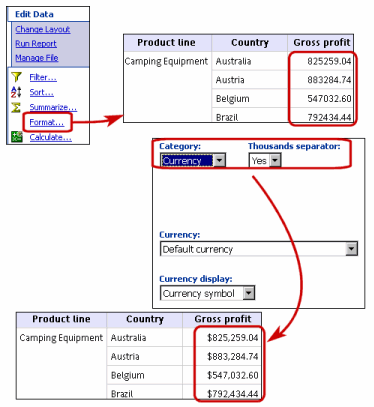 Edit Data
Change Layout
Run Report
Manage File
Filter...
Sort...
Summarize...
Format...
Calculate...
Product line Country Gross profit
Camping Equipment Australia 825259.04
Austria 883284.74
Belgium 547032.60
Brazil 792434.44
Category: Thousands separator:
Currency Yes
Currency:
Default currency
Currency display:
Currency symbol
Product line Country Gross profit
Camping Equipment Australia $825,259.04
Austria $883,284.74
Belgium $547,032.60
Brazil $792,434.44